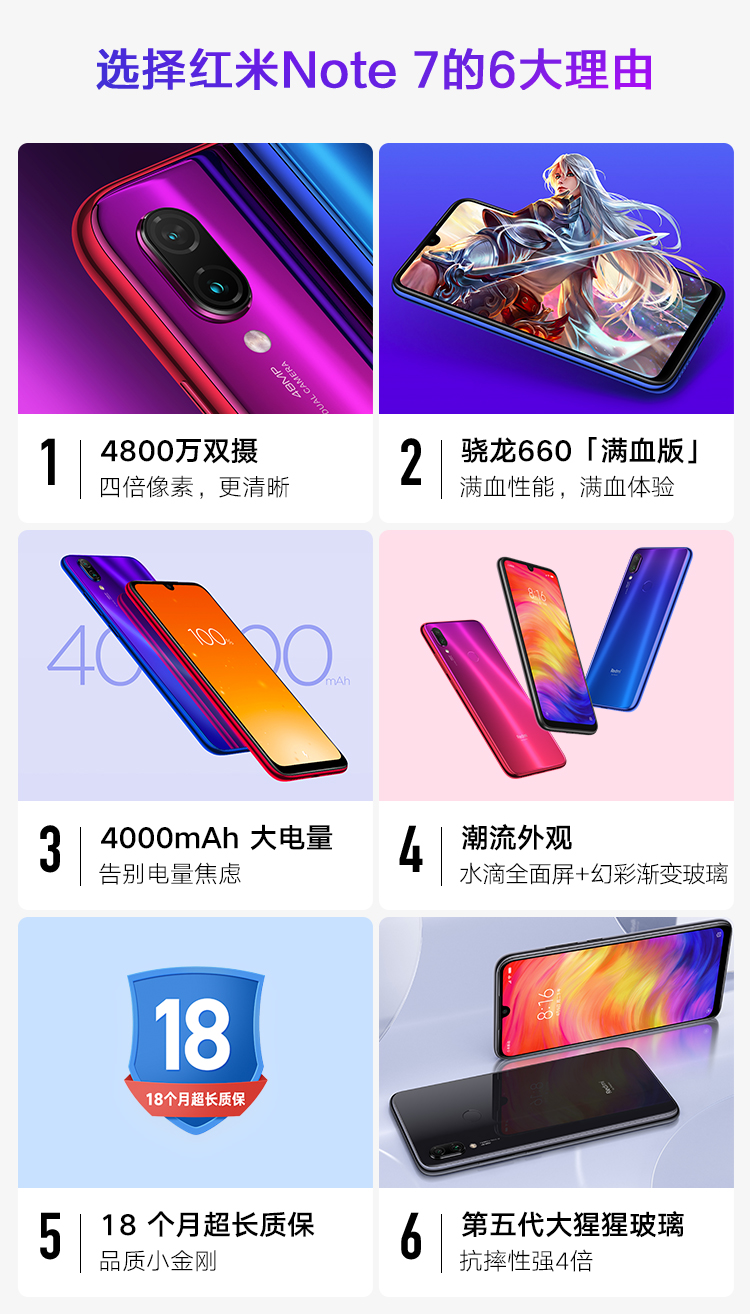 选择红米Note 7的6大理由
48MP
DUAL CAMERA
1
4800万双摄
四倍像素，更清晰
2
骁龙660「满血版」
满血性能，满血体验
40
100%
00
mAh
3
4000mAh 大电量
告别电量焦虑
8:16
Redmi
Redmi
4
潮流外观
水滴全面屏+幻彩渐变玻璃
18
18个月超长质保
5
18 个月超长质保
品质小金刚
8:16
Redmi
6
第五代大猩猩玻璃
抗摔性强4倍